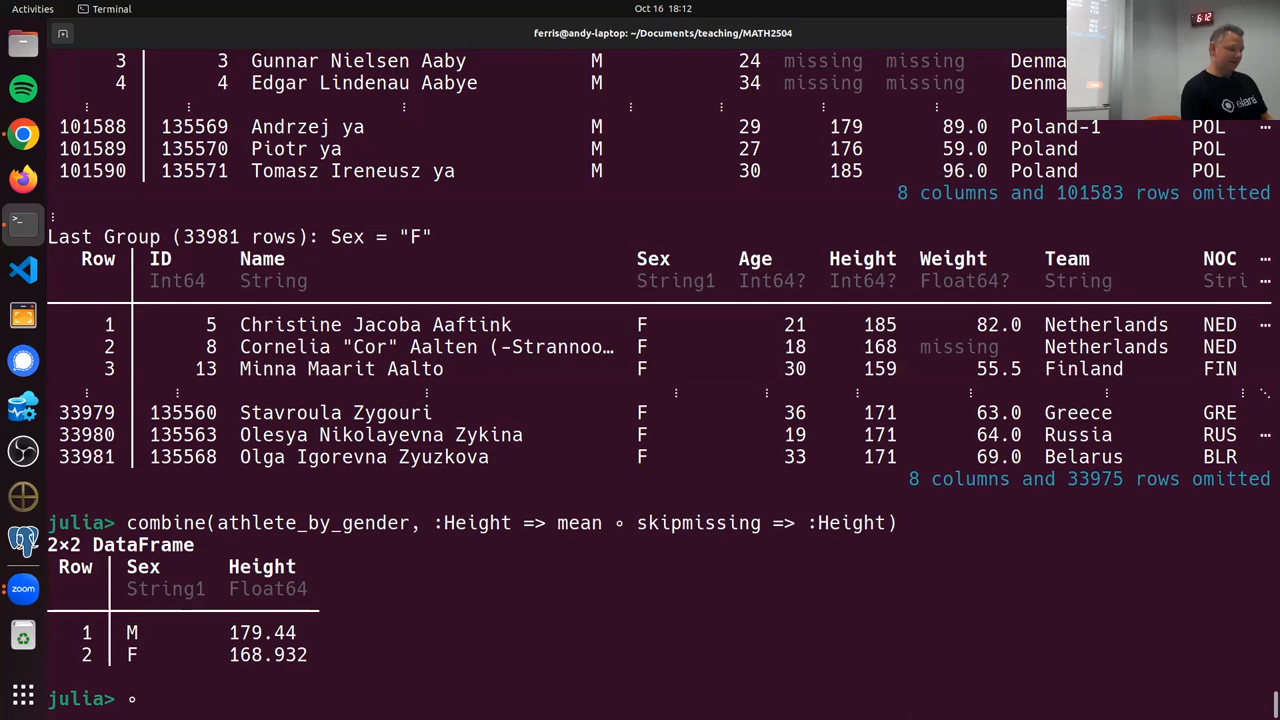 Activities Terminal Oct 16 18:12
ferris@andy-laptop: ~/Documents/teaching/MATH2504
6:12
elara
3 3 Gunnar Nielsen Aaby M 24 missing missing Denma
4 4 Edgar Lindenau Aabye M 34 missing missing Denma
⋮ ⋮ ⋮ ⋮ ⋮ ⋮ ⋮
101588 135569 Andrzej ya M 29 179 89.0 Poland-1 POL ⋯
101589 135570 Piotr ya M 27 176 59.0 Poland POL
101590 135571 Tomasz Ireneusz ya M 30 185 96.0 Poland POL
8 columns and 101583 rows omitted
⋮
Last Group (33981 rows): Sex = "F"
Row ID Name Sex Age Height Weight Team NOC ⋯
Int64 String String1 Int64? Int64? Float64? String Stri ⋯
1 5 Christine Jacoba Aaftink F 21 185 82.0 Netherlands NED ⋯
2 8 Cornelia "Cor" Aalten (-Strannoo… F 18 168 missing Netherlands NED
3 13 Minna Maarit Aalto F 30 159 55.5 Finland FIN
⋮ ⋮ ⋮ ⋮ ⋮ ⋮ ⋮ ⋮ ⋮ ⋱
33979 135560 Stavroula Zygouri F 36 171 63.0 Greece GRE
33980 135563 Olesya Nikolayevna Zykina F 19 171 64.0 Russia RUS ⋯
33981 135568 Olga Igorevna Zyuzkova F 33 171 69.0 Belarus BLR
8 columns and 33975 rows omitted
julia> combine(athlete_by_gender, :Height => mean ∘ skipmissing => :Height)
2×2 DataFrame
Row Sex Height
String1 Float64
1 M 179.44
2 F 168.932
julia> ∘
zoom